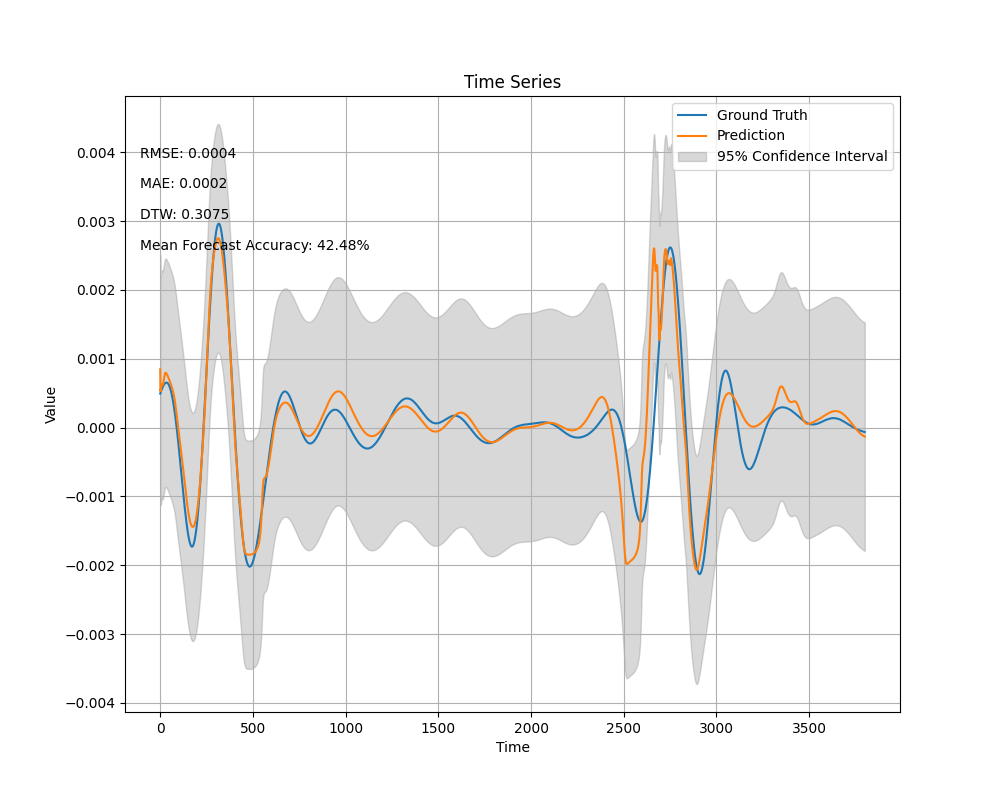 Time Series
Ground Truth
Prediction
95% Confidence Interval
RMSE: 0.0004
MAE: 0.0002
DTW: 0.3075
Mean Forecast Accuracy: 42.48%
Value
0.004
0.003
0.002
0.001
0.000
−0.001
−0.002
−0.003
−0.004
0 500 1000 1500 2000 2500 3000 3500
Time